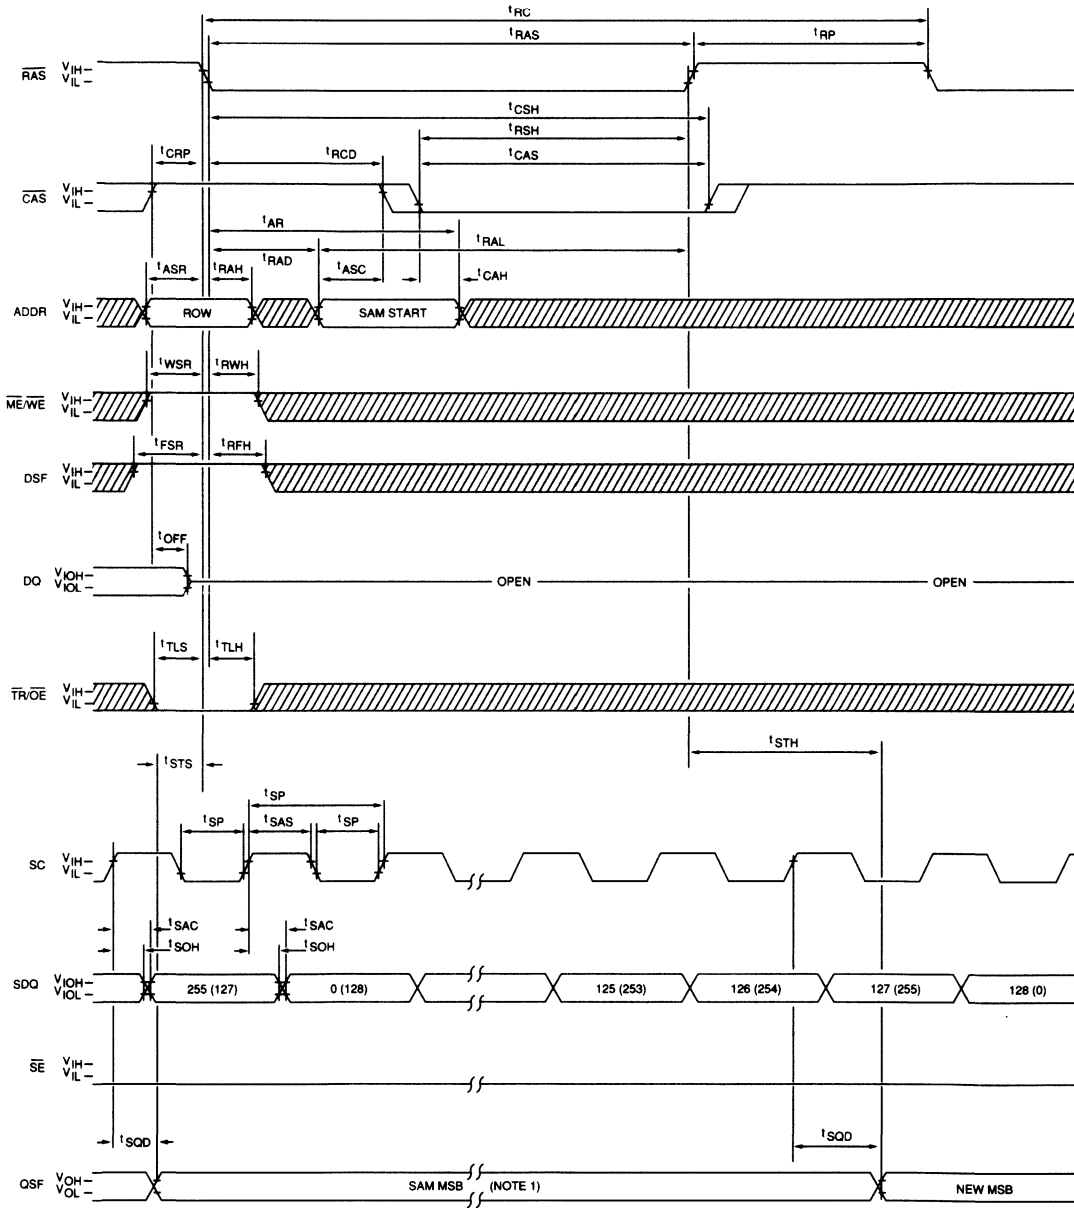 tRC
tRAS
tRP
RAS
VIH
VIL
tCSH
tRSH
tCRP
tRCD
tCAS
CAS
VIH
VIL
tAR
tRAL
tRAD
tASR
tRAH
tASC
tCAH
ADDR
VIH
VIL
ROW
SAM START
tWSR
tRWH
ME/WE
VIH
VIL
tFSR
tRFH
DSF
VIH
VIL
tOFF
DQ
VIOH
VIOL
OPEN
OPEN
tTLS
tTLH
TR/OE
VIH
VIL
tSTH
tSTS
tSP
tSP
tSAS
tSP
SC
VIH
VIL
tSAC
tSAC
tSOH
tSOH
SDQ
VIOH
VIOL
255 (127)
0 (128)
125 (253)
126 (254)
127 (255)
128 (0)
SE
VIH
VIL
tSQD
tSQD
QSF
VOH
VOL
SAM MSB (NOTE 1)
NEW MSB